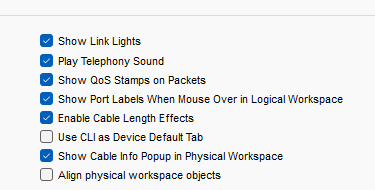 Show Link Lights
Play Telephony Sound
Show QoS Stamps on Packets
Show Port Labels When Mouse Over in Logical Workspace
Enable Cable Length Effects
Use CLI as Device Default Tab
Show Cable Info Popup in Physical Workspace
Align physical workspace objects